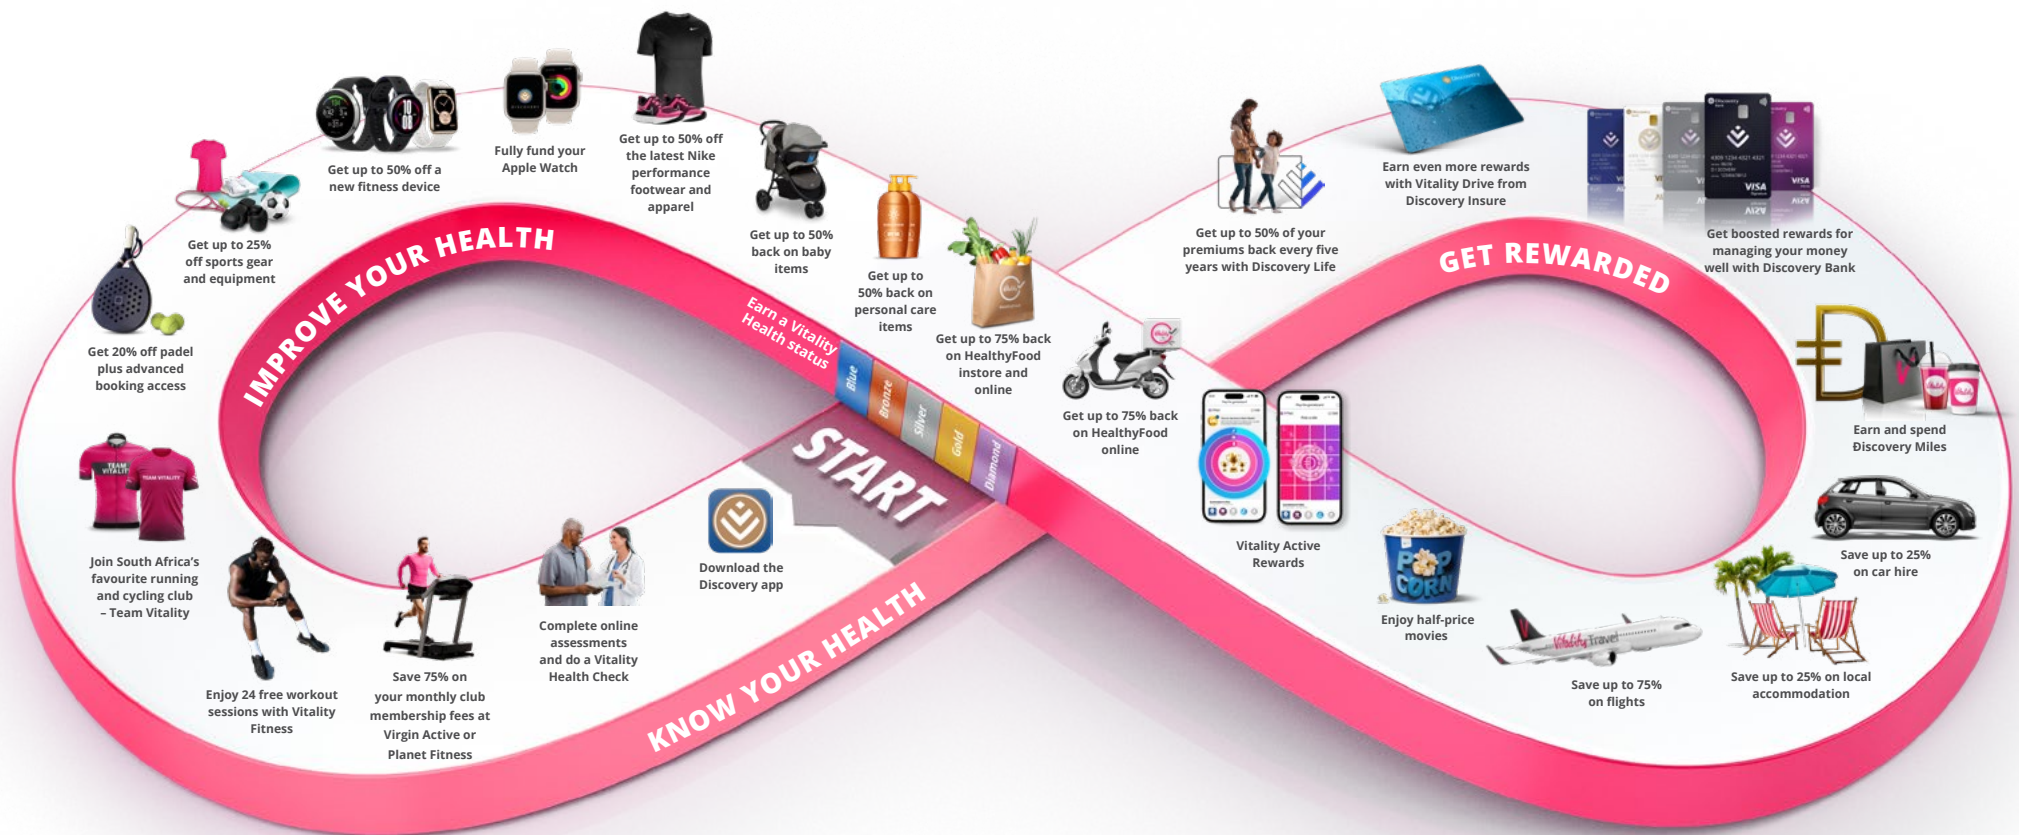 IMPROVE YOUR HEALTH
GET REWARDED
KNOW YOUR HEALTH
START
Earn a Vitality
Health status
Blue
Bronze
Silver
Gold
Diamond
Download the
Discovery app
Complete online
assessments
and do a Vitality
Health Check
Save 75% on
your monthly club
membership fees at
Virgin Active or
Planet Fitness
Enjoy 24 free workout
sessions with Vitality
Fitness
TEAM
VITALITY
TEAM VITALITY
Join South Africa’s
favourite running
and cycling club
– Team Vitality
Get 20% off padel
plus advanced
booking access
Get up to 25%
off sports gear
and equipment
Get up to 50% off a
new fitness device
Fully fund your
Apple Watch
Get up to 50% off
the latest Nike
performance
footwear and
apparel
Get up to 50%
back on baby
items
Get up to
50% back on
personal care
items
Get up to 75% back
on HealthyFood
instore and
online
Get up to 75% back
on HealthyFood
online
Vitality Active
Rewards
POP
CORN
Enjoy half-price
movies
Vitality Travel
Save up to 75%
on flights
Save up to 25% on local
accommodation
Save up to 25%
on car hire
Earn and spend
Ðiscovery Miles
VISA
VISA
Get boosted rewards for
managing your money
well with Discovery Bank
Discovery
Earn even more rewards
with Vitality Drive from
Discovery Insure
Get up to 50% of your
premiums back every five
years with Discovery Life